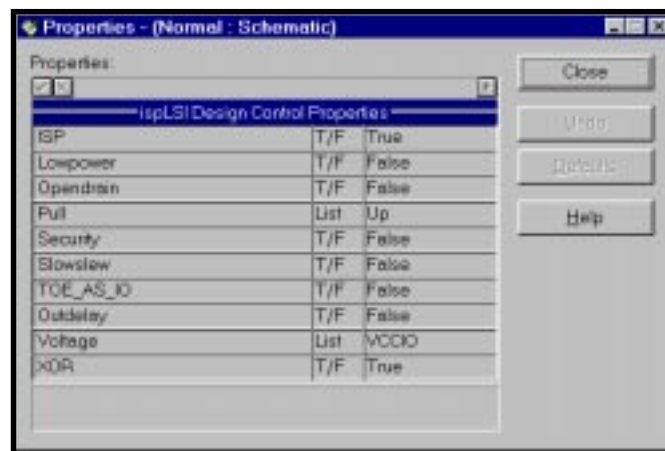 Properties - (Normal : Schematic)
Properties:
Close
ispLSI Design Control Properties
ISP T/F True
Undo
Lowpower T/F False
Defaults
Opendrain T/F False
Pull List Up
Help
Security T/F False
Slowslew T/F False
TOE_AS_IO T/F False
Outdelay T/F False
Voltage List VCCIO
XOR T/F True